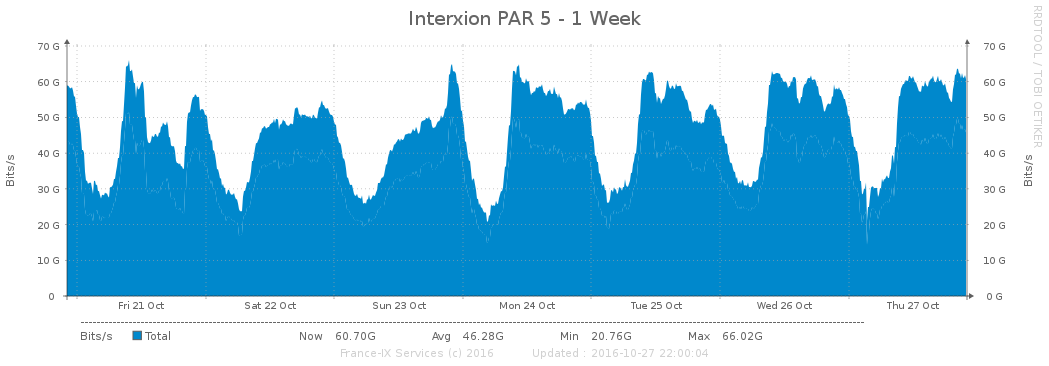 Interxion PAR 5 - 1 Week
RRDTOOL / TOBI OETIKER
Bits/s
70 G 70 G
60 G 60 G
50 G 50 G
40 G 40 G
30 G 30 G
20 G 20 G
10 G 10 G
0 0 G
Bits/s
Fri 21 Oct Sat 22 Oct Sun 23 Oct Mon 24 Oct Tue 25 Oct Wed 26 Oct Thu 27 Oct
Bits/s Total Now 60.70G Avg 46.28G Min 20.76G Max 66.02G
France-IX Services (c) 2016 Updated : 2016-10-27 22:00:04